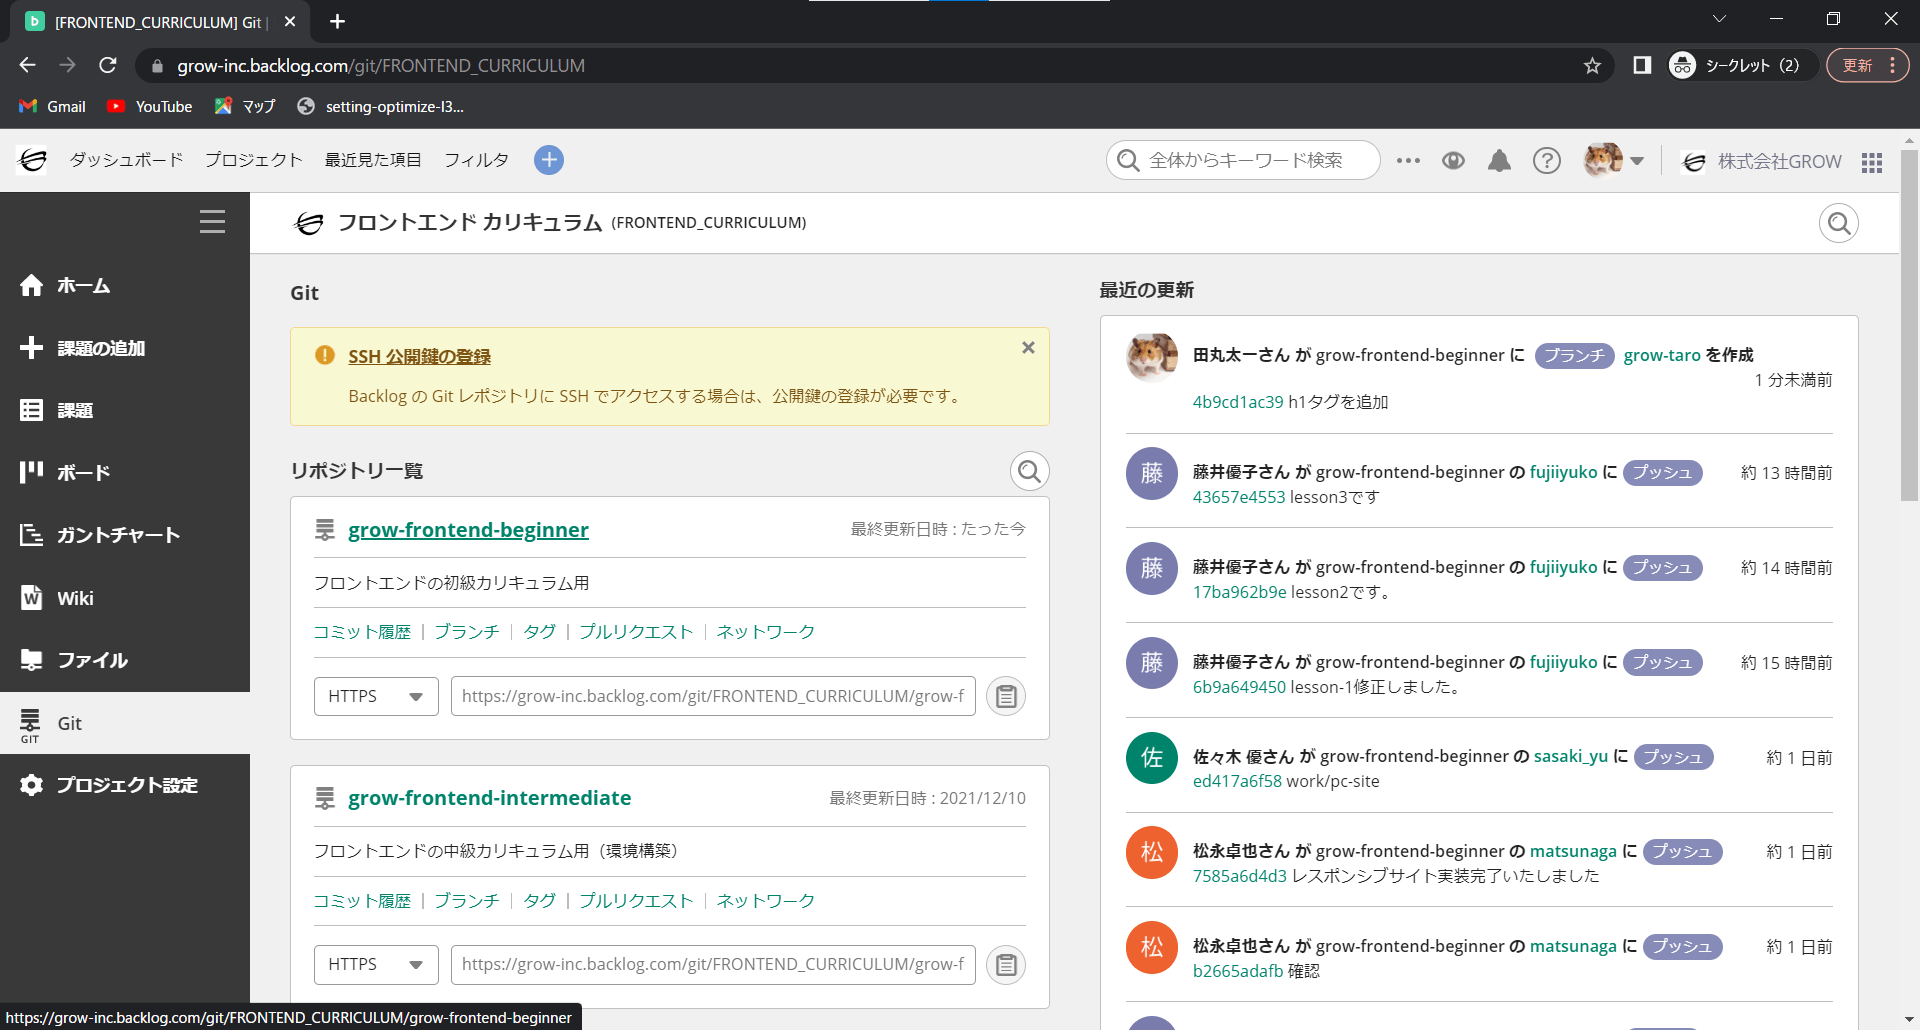 [FRONTEND_CURRICULUM] Git |
grow-inc.backlog.com/git/FRONTEND_CURRICULUM
シークレット (2)
更新
Gmail
YouTube
マップ
setting-optimize-l3...
ダッシュボード
プロジェクト
最近見た項目
フィルタ
全体からキーワード検索
株式会社GROW
フロントエンド カリキュラム (FRONTEND_CURRICULUM)
ホーム
課題の追加
課題
ボード
ガントチャート
Wiki
ファイル
GIT
Git
プロジェクト設定
Git
SSH 公開鍵の登録
Backlog の Git レポジトリに SSH でアクセスする場合は、公開鍵の登録が必要です。
リポジトリ一覧
grow-frontend-beginner
最終更新日時 : たった今
フロントエンドの初級カリキュラム用
コミット履歴 | ブランチ | タグ | プルリクエスト | ネットワーク
HTTPS
https://grow-inc.backlog.com/git/FRONTEND_CURRICULUM/grow-f
grow-frontend-intermediate
最終更新日時 : 2021/12/10
フロントエンドの中級カリキュラム用（環境構築）
コミット履歴 | ブランチ | タグ | プルリクエスト | ネットワーク
HTTPS
https://grow-inc.backlog.com/git/FRONTEND_CURRICULUM/grow-f
最近の更新
田丸太一さん が grow-frontend-beginner に ブランチ grow-taro を作成
1 分未満前
4b9cd1ac39 h1タグを追加
藤
藤井優子さん が grow-frontend-beginner の fujiiyuko に プッシュ
約 13 時間前
43657e4553 lesson3です
藤
藤井優子さん が grow-frontend-beginner の fujiiyuko に プッシュ
約 14 時間前
17ba962b9e lesson2です。
藤
藤井優子さん が grow-frontend-beginner の fujiiyuko に プッシュ
約 15 時間前
6b9a649450 lesson-1修正しました。
佐
佐々木 優さん が grow-frontend-beginner の sasaki_yu に プッシュ
約 1 日前
ed417a6f58 work/pc-site
松
松永卓也さん が grow-frontend-beginner の matsunaga に プッシュ
約 1 日前
7585a6d4d3 レスポンシブサイト実装完了いたしました
松
松永卓也さん が grow-frontend-beginner の matsunaga に プッシュ
約 1 日前
b2665adafb 確認
https://grow-inc.backlog.com/git/FRONTEND_CURRICULUM/grow-frontend-beginner